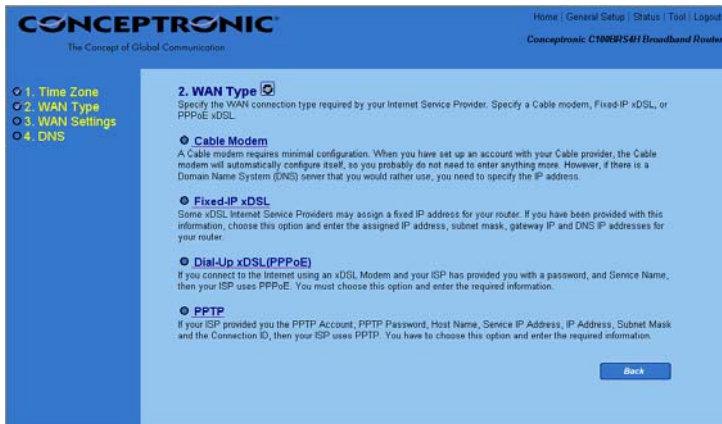 CONCEPTRONIC
The Concept of Global Communication
Home | General Setup | Status | Tool | Logout
Conceptronic C100BRS4H Broadband Router
1. Time Zone
2. WAN Type
3. WAN Settings
4. DNS
2. WAN Type
Specify the WAN connection type required by your Internet Service Provider. Specify a Cable modem, Fixed-IP xDSL, or
PPPoE xDSL
Cable Modem
A Cable modem requires minimal configuration. When you have set up an account with your Cable provider, the Cable
modem will automatically configure itself, so you probably do not need to enter anything more. However, if there is a
Domain Name System (DNS) server that you would rather use, you need to specify the IP address.
Fixed-IP xDSL
Some xDSL Internet Service Providers may assign a fixed IP address for your router. If you have been provided with this
information, choose this option and enter the assigned IP address, subnet mask, gateway IP and DNS IP addresses for
your router.
Dial-Up xDSL(PPPoE)
If you connect to the Internet using an xDSL Modem and your ISP has provided you with a password, and Service Name,
then your ISP uses PPPoE. You must choose this option and enter the required information.
PPTP
If your ISP provided you the PPTP Account, PPTP Password, Host Name, Service IP Address, IP Address, Subnet Mask
and the Connection ID, then your ISP uses PPTP. You have to choose this option and enter the required information.
Back